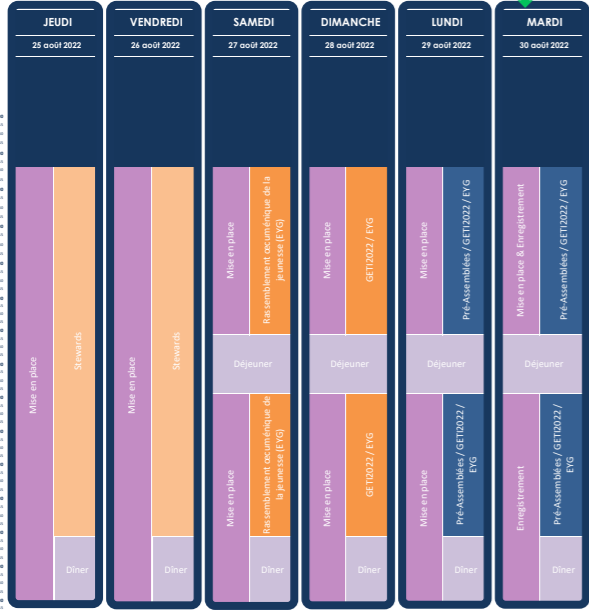 JEUDI
25 août 2022
Mise en place
Stewards
Dîner
VENDREDI
26 août 2022
Mise en place
Stewards
Dîner
SAMEDI
27 août 2022
Mise en place
Rassemblement œcuménique de la
jeunesse (EYG)
Déjeuner
Mise en place
Rassemblement œcuménique de
la jeunesse (EYG)
Dîner
DIMANCHE
28 août 2022
Mise en place
GETI2022 / EYG
Déjeuner
Mise en place
GETI2022 / EYG
Dîner
LUNDI
29 août 2022
Mise en place
Pré-Assemblées / GETI2022 / EYG
Déjeuner
Mise en place
Pré-Assemblées / GETI2022 /
EYG
Dîner
MARDI
30 août 2022
Mise en place & Enregistrement
Pré-Assemblées / GETI2022 / EYG
Déjeuner
Enregistrement
Pré-Assemblées / GETI2022 /
EYG
Dîner